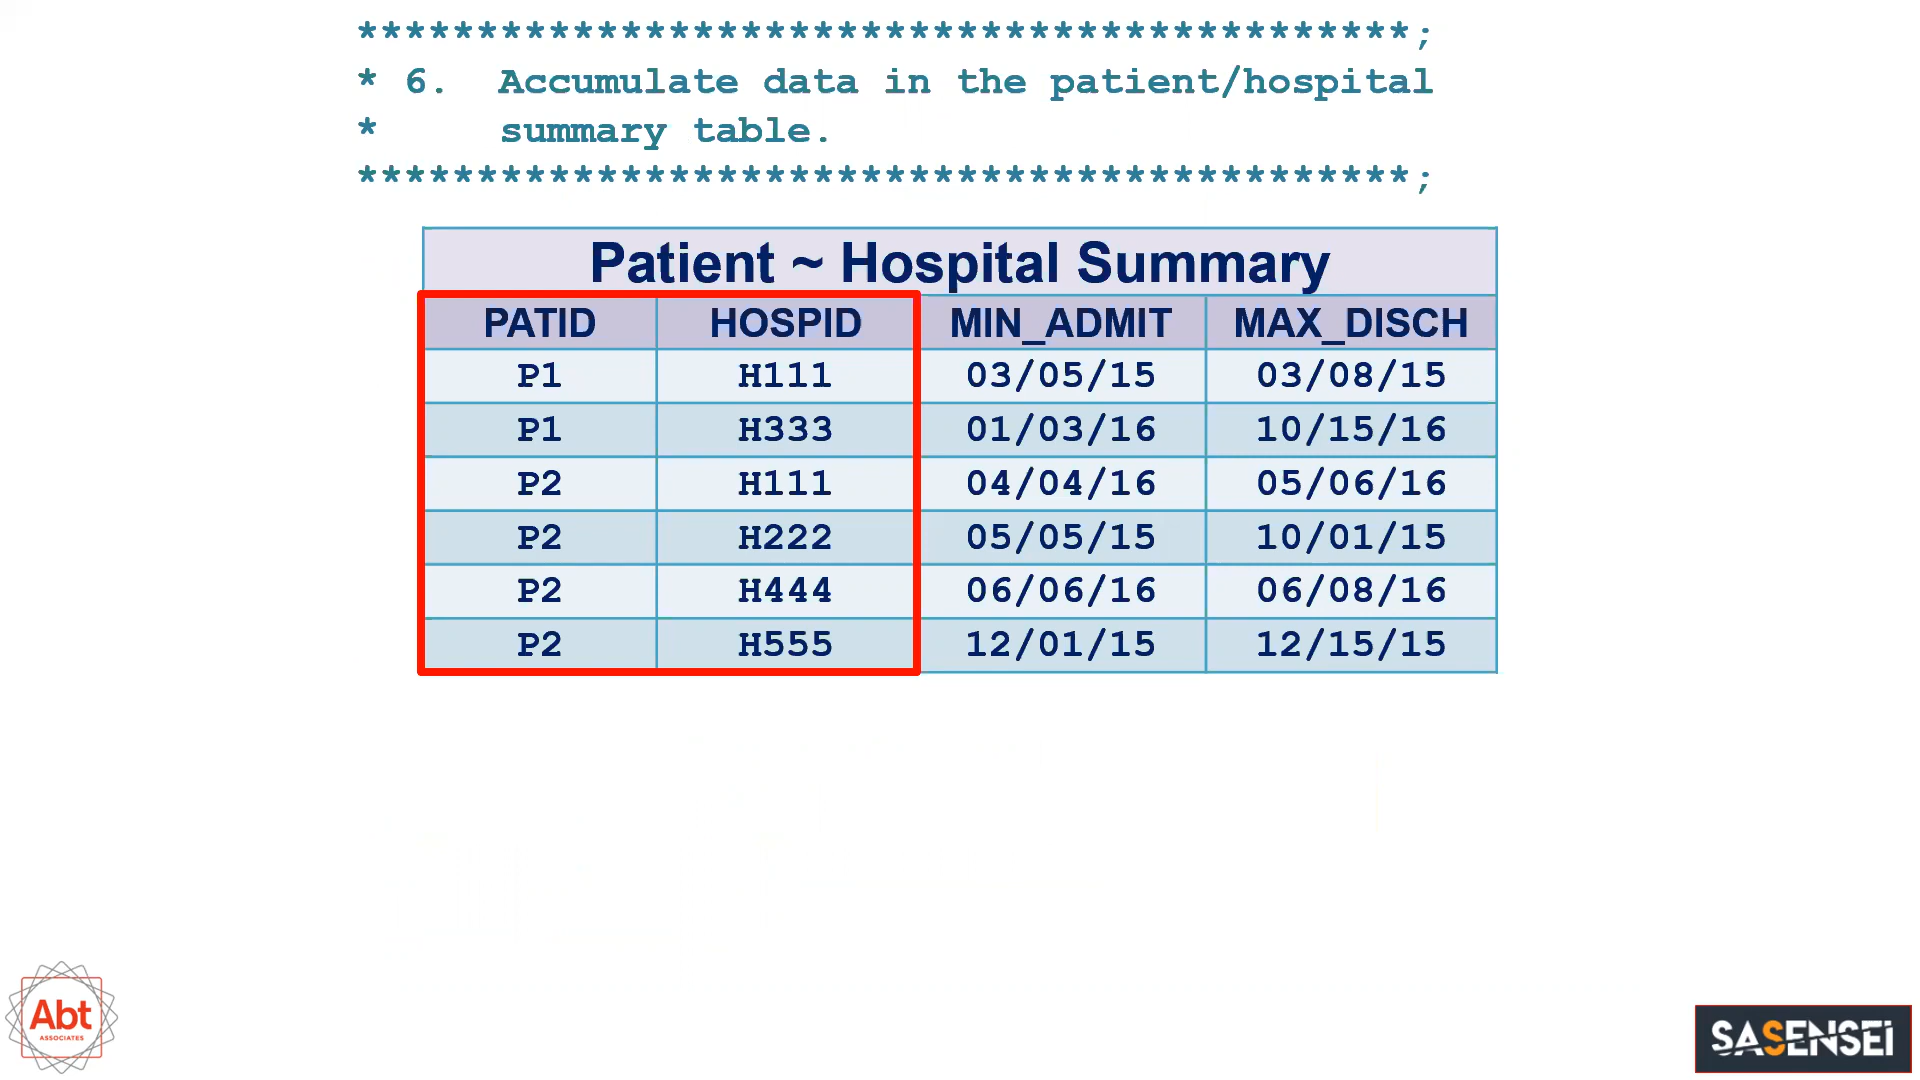 ********************************************;
* 6. Accumulate data in the patient/hospital
* summary table.
********************************************;
Patient ~ Hospital Summary
PATID HOSPID MIN_ADMIT MAX_DISCH
P1 H111 03/05/15 03/08/15
P1 H333 01/03/16 10/15/16
P2 H111 04/04/16 05/06/16
P2 H222 05/05/15 10/01/15
P2 H444 06/06/16 06/08/16
P2 H555 12/01/15 12/15/15
Abt
ASSOCIATES
SASENSEI